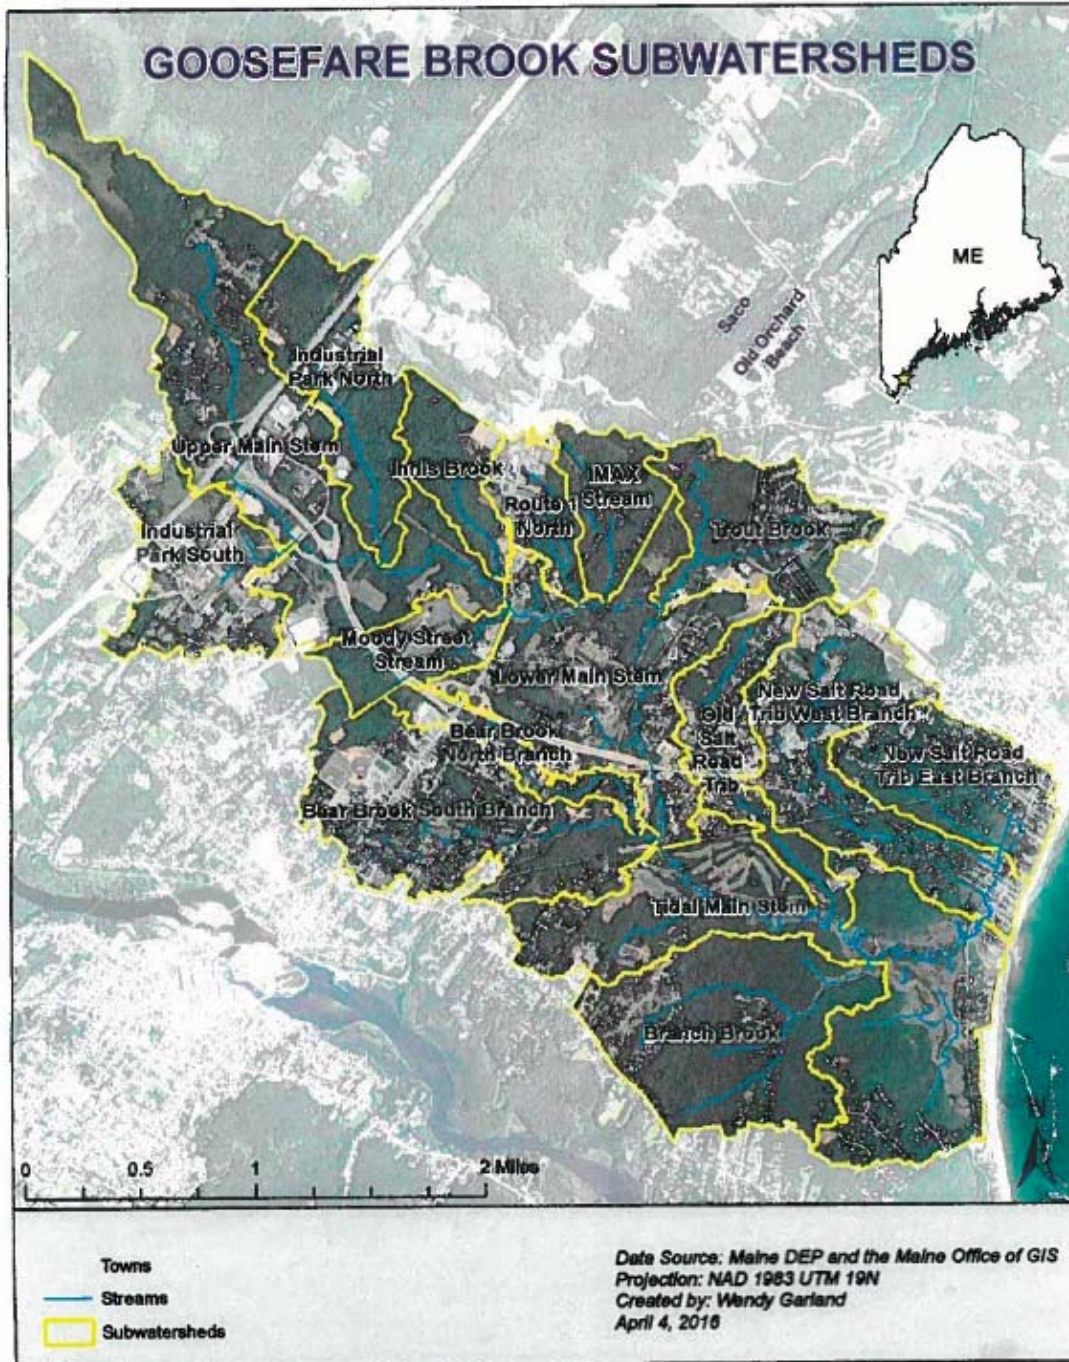 GOOSEFARE BROOK SUBWATERSHEDS
ME
Saco
Old Orchard
Beach
Industrial
Park North
Upper Main Stem
Innis Brook
IMAX
Stream
Route 1
North
Trout Brook
Industrial
Park South
Moody Street
Stream
Lower Main Stem
New Salt Road
Trib West Branch
Old
Salt
Road
Trib
Bear Brook
North Branch
New Salt Road
Trib East Branch
Bear Brook South Branch
Tidal Main Stem
Branch Brook
0 0.5 1 2 Miles
Towns
Streams
Subwatersheds
Data Source: Maine DEP and the Maine Office of GIS
Projection: NAD 1983 UTM 19N
Created by: Wendy Garland
April 4, 2016